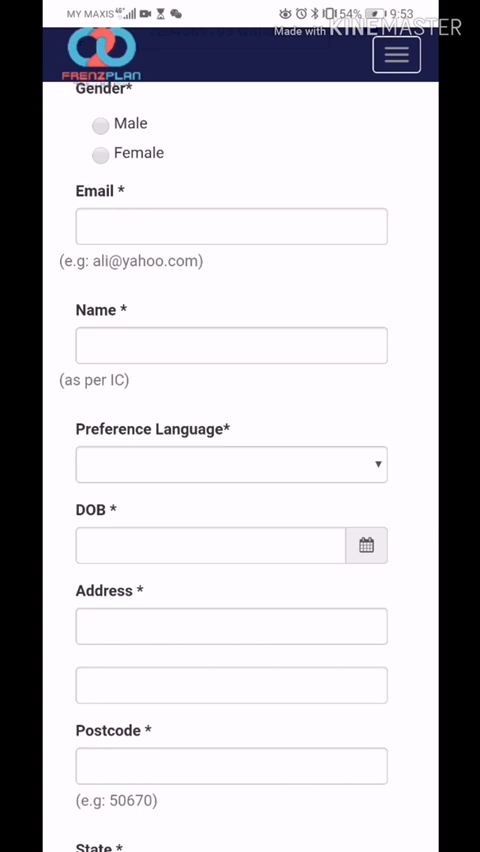 MY MAXIS 4G 54% 9:53
Made with KINEMASTER
FRENZPLAN
Gender*
Male
Female
Email *
(e.g: ali@yahoo.com)
Name *
(as per IC)
Preference Language*
DOB *
Address *
Postcode *
(e.g: 50670)
State *